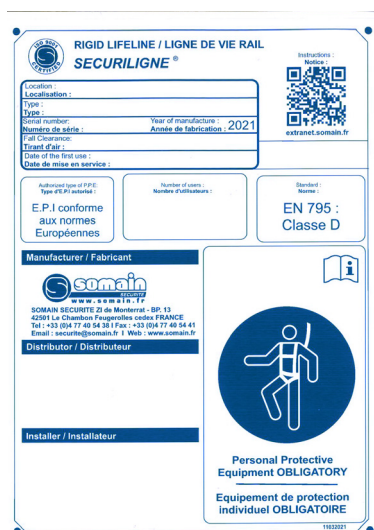 ISO 9001
CERTIFIED
RIGID LIFELINE / LIGNE DE VIE RAIL
SECURILIGNE ®
Instructions :
Notice :
extranet.somain.fr
Location :
Localisation :
Type :
Type :
Serial number:
Numéro de série :
Year of manufacture :
Année de fabrication :
2021
Fall Clearance:
Tirant d'air :
Date of the first use :
Date de mise en service :
Authorized type of P.P.E:
Type d'E.P.I autorisé :
E.P.I conforme
aux normes
Européennes
Number of users :
Nombre d'utilisateurs :
Standard :
Norme :
EN 795 :
Classe D
Manufacturer / Fabricant
somain
SECURITE
www.somain.fr
SOMAIN SECURITE ZI de Monterrat - BP. 13
42501 Le Chambon Feugerolles cedex FRANCE
Tel : +33 (0)4 77 40 54 38 I Fax : +33 (0)4 77 40 54 41
Email : securite@somain.fr I Web : www.somain.fr
Distributor / Distributeur
Installer / Installateur
i
Personal Protective
Equipment OBLIGATORY
Equipement de protection
individuel OBLIGATOIRE
11032021